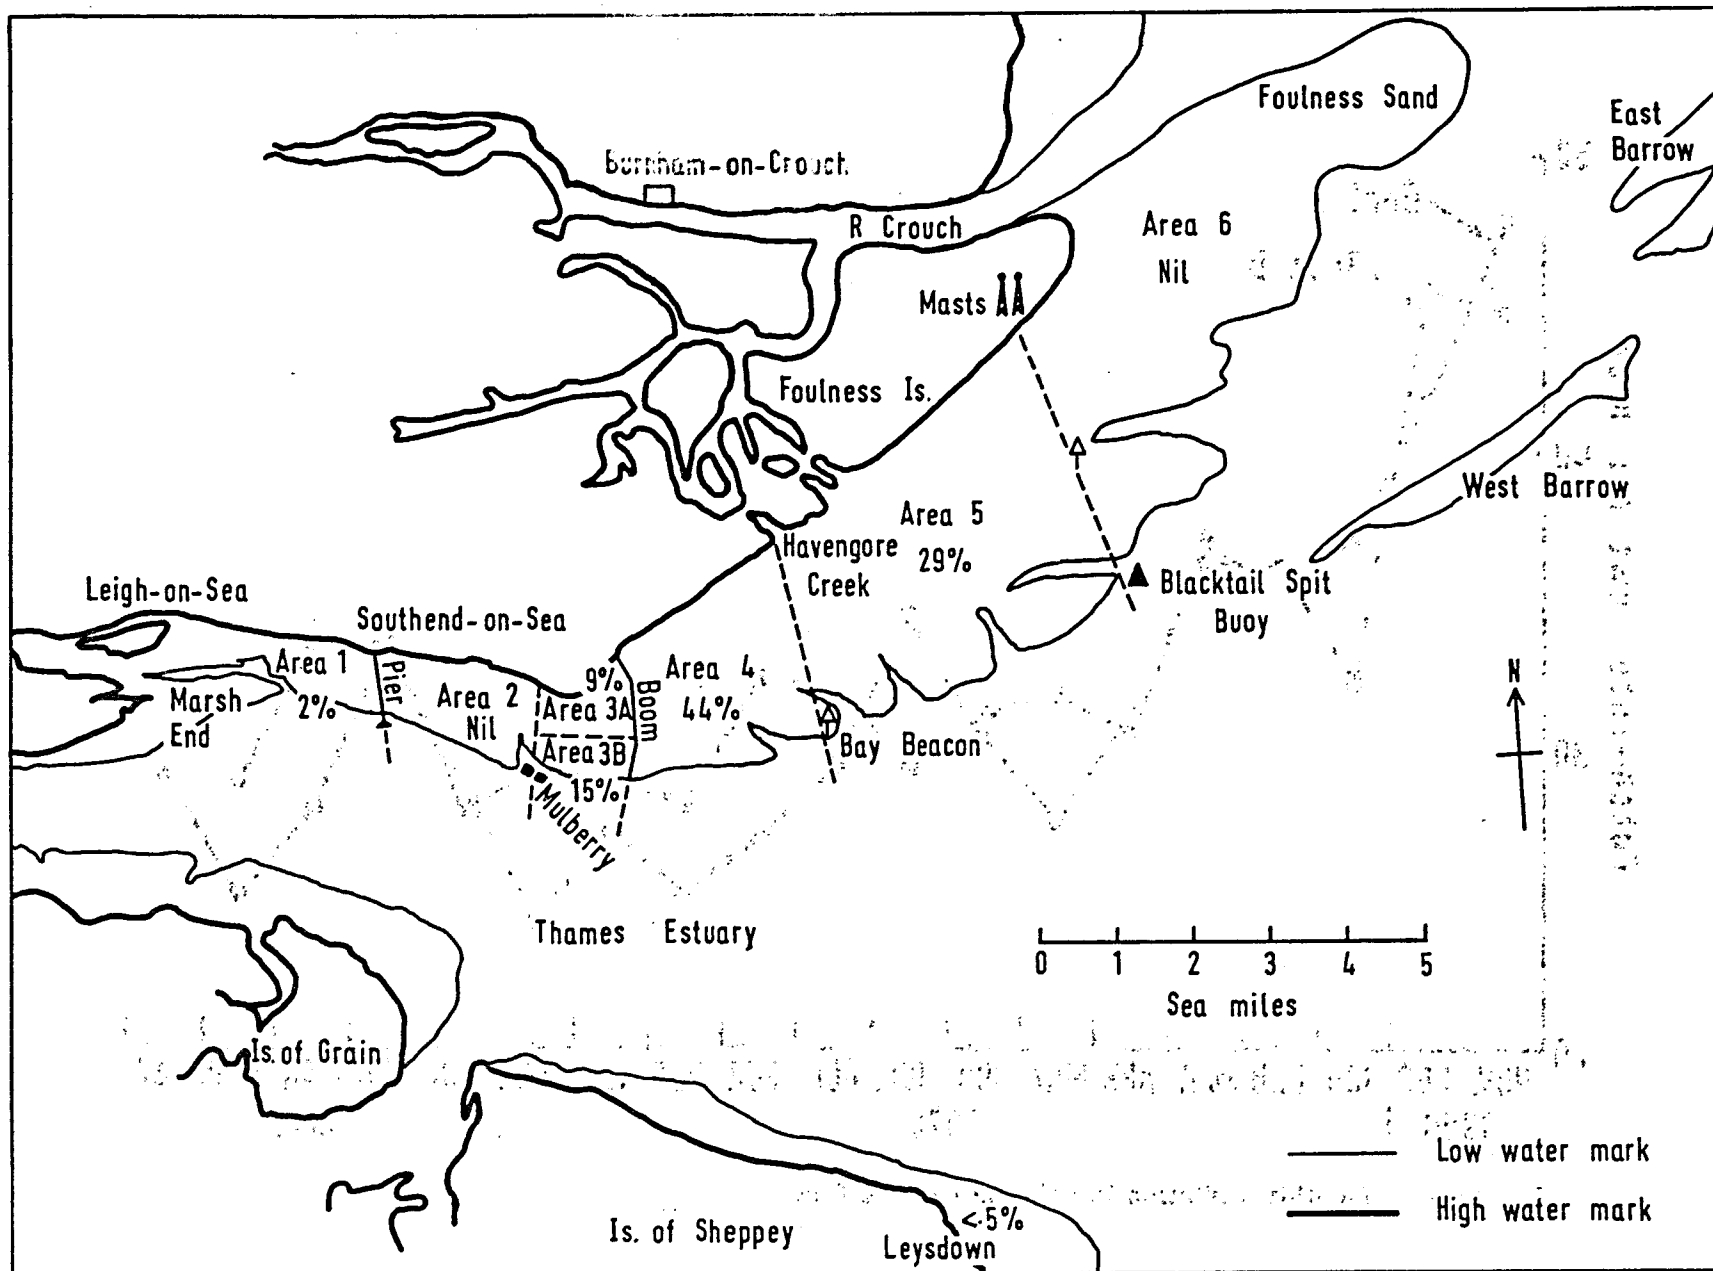 Foulness Sand
East
Barrow
Burnham-on-Crouch
R Crouch
Area 6
Nil
Masts
Foulness Is.
West Barrow
Area 5
29%
Havengore
Creek
Blacktail Spit
Buoy
Leigh-on-Sea
Southend-on-Sea
Area 1
2%
Pier
Marsh
End
Area 2
Nil
9%
Area 3A
Area 3B
15%
Boom
Mulberry
Area 4
44%
Bay Beacon
N
Thames Estuary
0 1 2 3 4 5
Sea miles
Is. of Grain
Low water mark
High water mark
Is. of Sheppey
<·5%
Leysdown